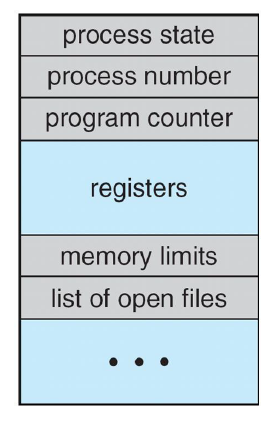 process state
process number
program counter
registers
memory limits
list of open files
• • •